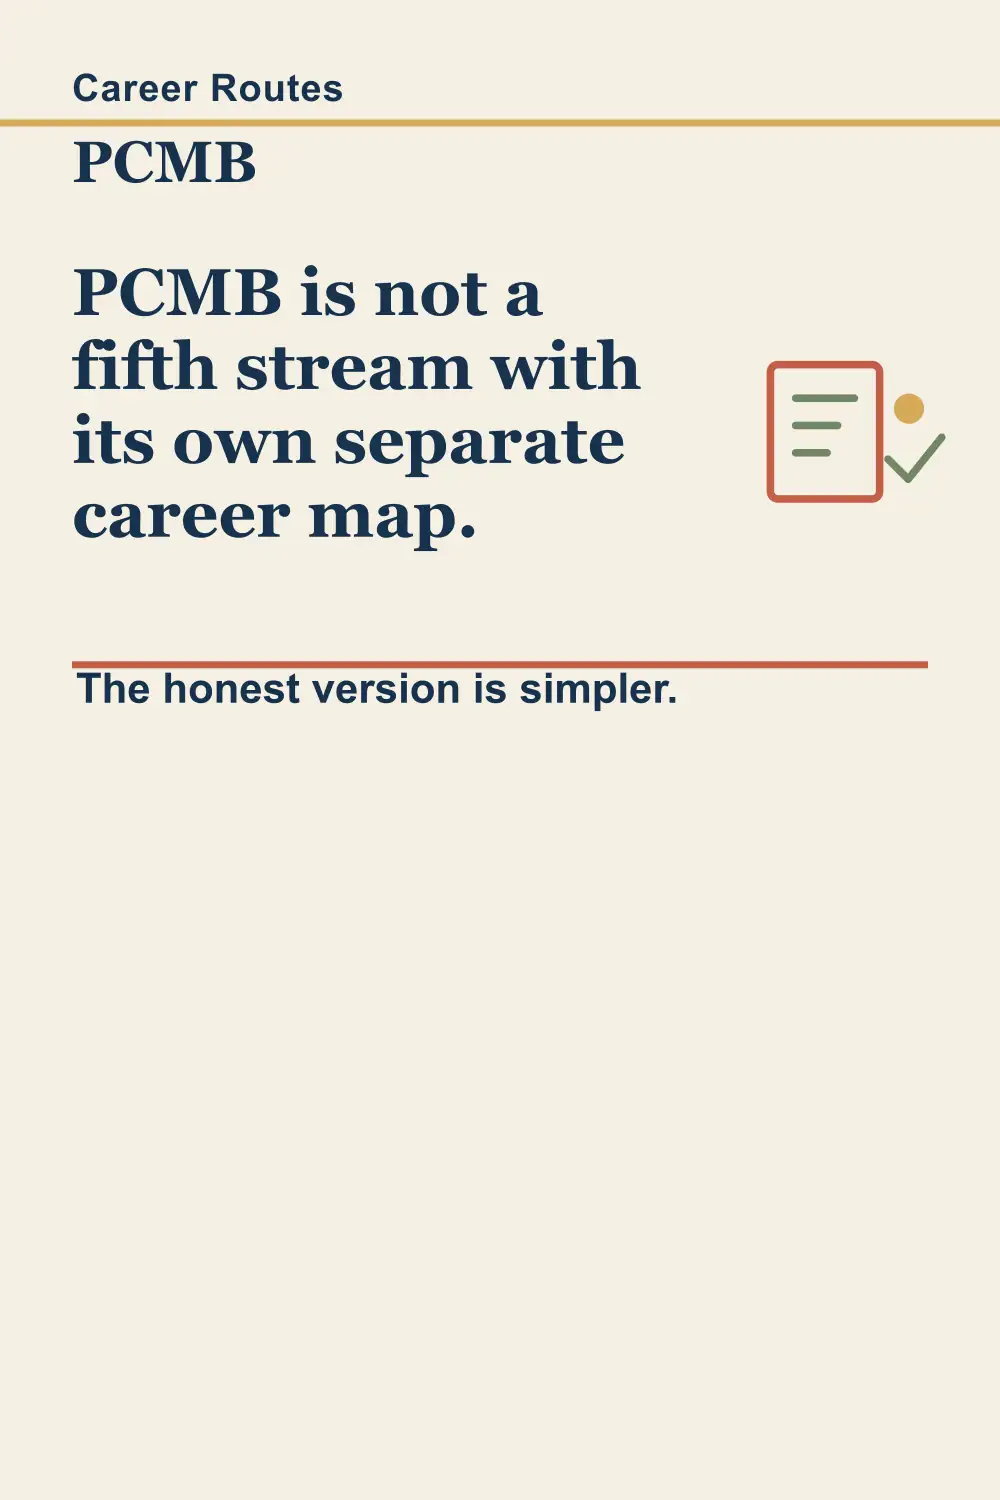 Career Routes
PCMB
PCMB is not a
fifth stream with
its own separate
career map.
The honest version is simpler.